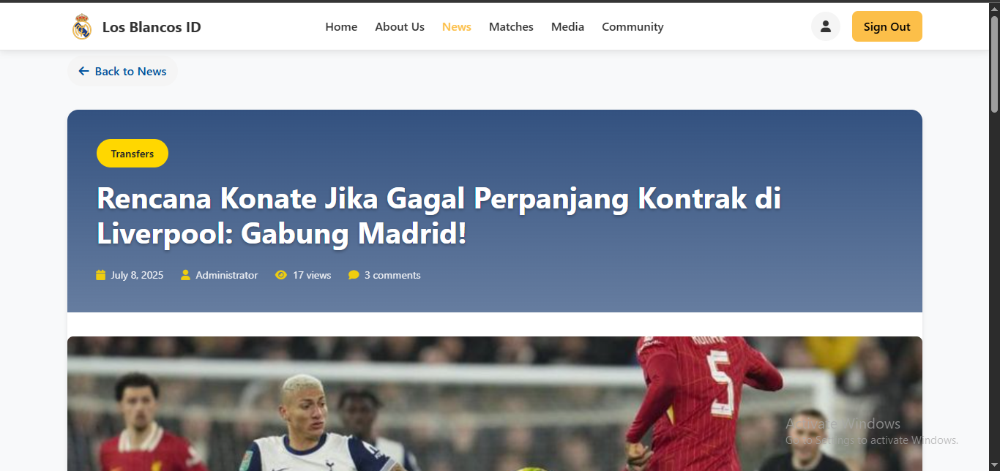 Los Blancos ID
Home
About Us
News
Matches
Media
Community
Sign Out
Back to News
Transfers
Rencana Konate Jika Gagal Perpanjang Kontrak di
Liverpool: Gabung Madrid!
July 8, 2025
Administrator
17 views
3 comments
5
Activate Windows
Go to Settings to activate Windows.